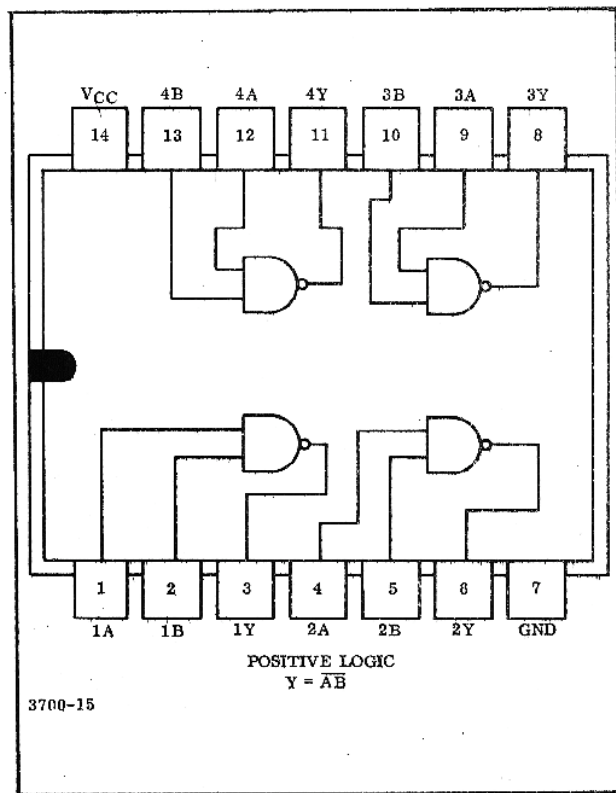 VCC 4B 4A 4Y 3B 3A 3Y
14 13 12 11 10 9 8
1 2 3 4 5 6 7
1A 1B 1Y 2A 2B 2Y GND
POSITIVE LOGIC
Y = A̅B̅
3700-15